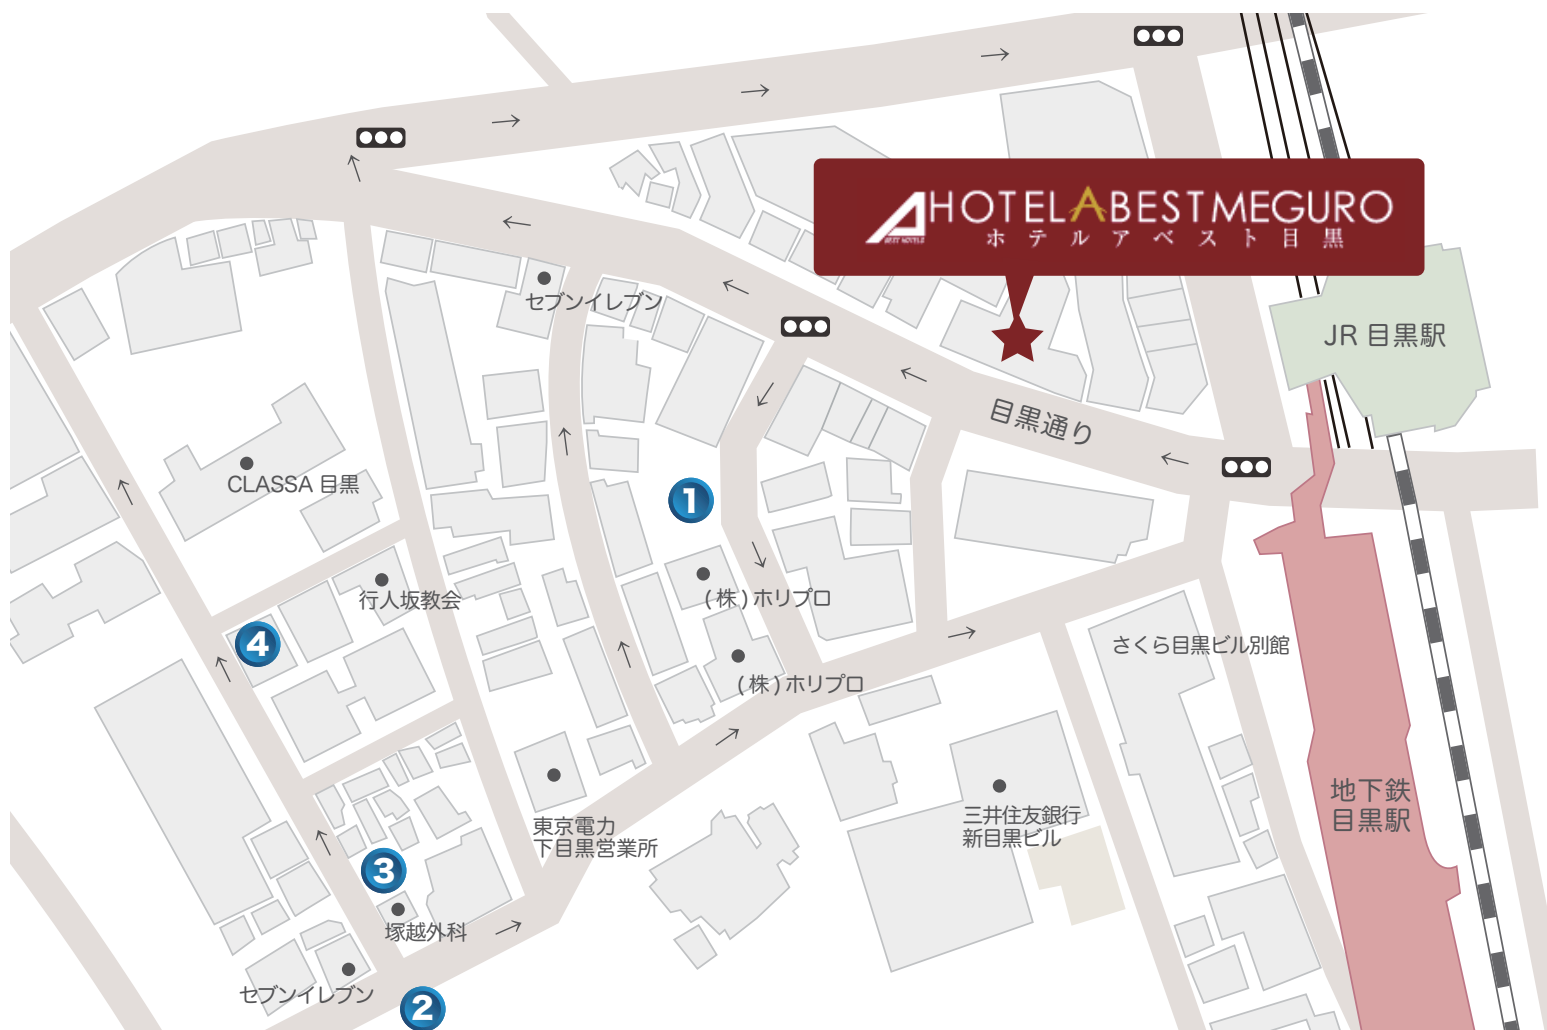 HOTEL ABEST MEGURO
BEST HOTELS
ホテルアベスト目黒
セブンイレブン
JR 目黒駅
目黒通り
CLASSA 目黒
1
行人坂教会
(株)ホリプロ
4
さくら目黒ビル別館
(株)ホリプロ
地下鉄
目黒駅
三井住友銀行
新目黒ビル
東京電力
下目黒営業所
3
塚越外科
セブンイレブン
2